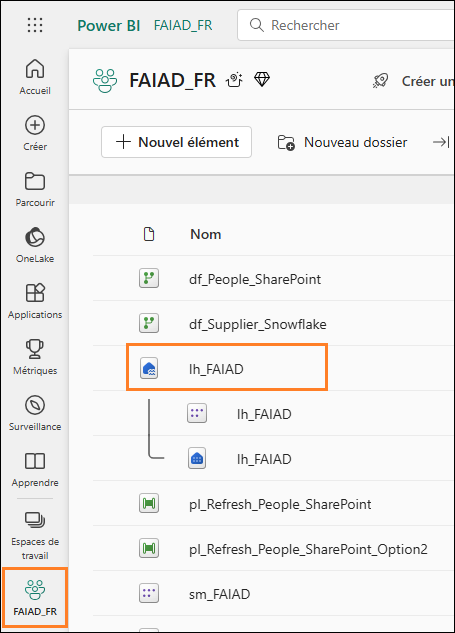 Power BI FAIAD_FR Rechercher
FAIAD_FR Créer un
Nouvel élément Nouveau dossier
Accueil
Créer
Parcourir
OneLake
Applications
Métriques
Surveillance
Apprendre
Espaces de
travail
FAIAD_FR
Nom
df_People_SharePoint
df_Supplier_Snowflake
lh_FAIAD
lh_FAIAD
lh_FAIAD
pl_Refresh_People_SharePoint
pl_Refresh_People_SharePoint_Option2
sm_FAIAD